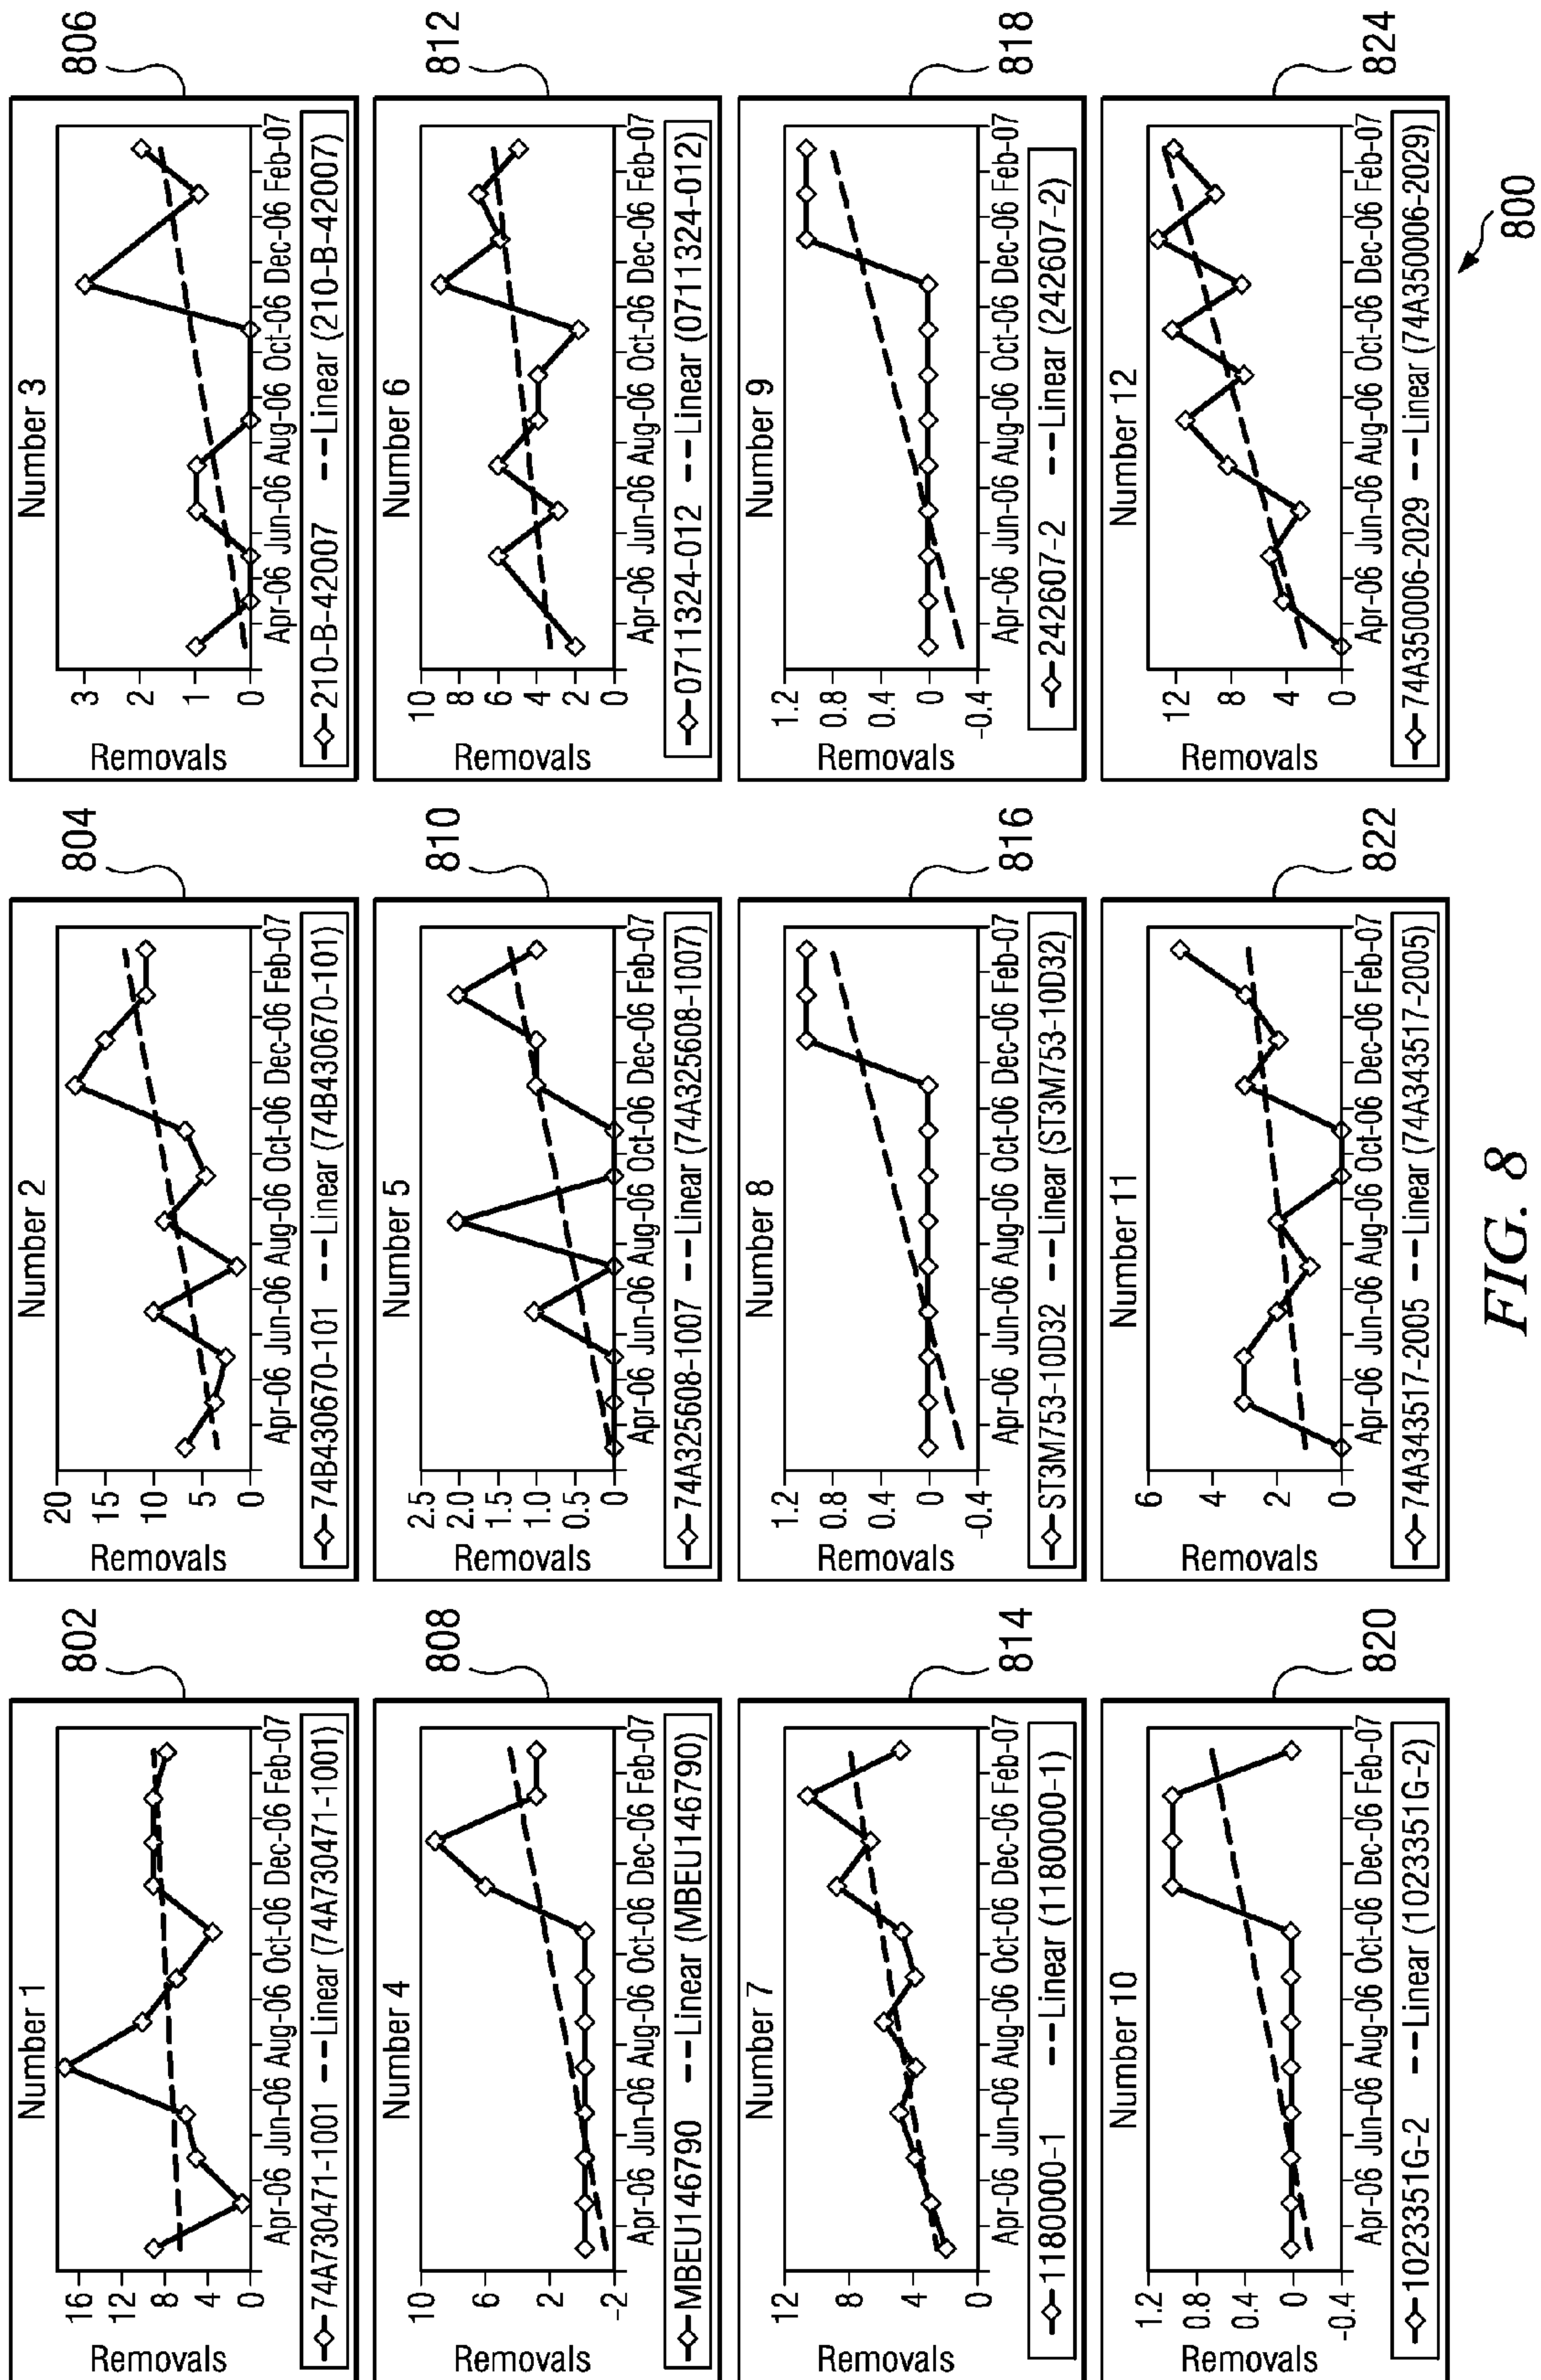 Number 1
Removals
16
12
8
4
0
Apr-06 Jun-06 Aug-06 Oct-06 Dec-06 Feb-07
74A730471-1001 Linear (74A730471-1001)
802
Number 2
Removals
20
15
10
5
0
Apr-06 Jun-06 Aug-06 Oct-06 Dec-06 Feb-07
74B430670-101 Linear (74B430670-101)
804
Number 3
Removals
3
2
1
0
Apr-06 Jun-06 Aug-06 Oct-06 Dec-06 Feb-07
210-B-42007 Linear (210-B-42007)
806
Number 4
Removals
10
6
2
-2
Apr-06 Jun-06 Aug-06 Oct-06 Dec-06 Feb-07
MBEU146790 Linear (MBEU146790)
808
Number 5
Removals
2.5
2.0
1.5
1.0
0.5
0
Apr-06 Jun-06 Aug-06 Oct-06 Dec-06 Feb-07
74A325608-1007 Linear (74A325608-1007)
810
Number 6
Removals
10
8
6
4
2
0
Apr-06 Jun-06 Aug-06 Oct-06 Dec-06 Feb-07
0711324-012 Linear (0711324-012)
812
Number 7
Removals
12
8
4
0
Apr-06 Jun-06 Aug-06 Oct-06 Dec-06 Feb-07
1180000-1 Linear (1180000-1)
814
Number 8
Removals
1.2
0.8
0.4
0
-0.4
Apr-06 Jun-06 Aug-06 Oct-06 Dec-06 Feb-07
ST3M753-10D32 Linear (ST3M753-10D32)
816
Number 9
Removals
1.2
0.8
0.4
0
-0.4
Apr-06 Jun-06 Aug-06 Oct-06 Dec-06 Feb-07
242607-2 Linear (242607-2)
818
Number 10
Removals
1.2
0.8
0.4
0
-0.4
Apr-06 Jun-06 Aug-06 Oct-06 Dec-06 Feb-07
1023351G-2 Linear (1023351G-2)
820
Number 11
Removals
6
4
2
0
Apr-06 Jun-06 Aug-06 Oct-06 Dec-06 Feb-07
74A343517-2005 Linear (74A343517-2005)
822
Number 12
Removals
12
8
4
0
Apr-06 Jun-06 Aug-06 Oct-06 Dec-06 Feb-07
74A350006-2029 Linear (74A350006-2029)
824
800
FIG. 8